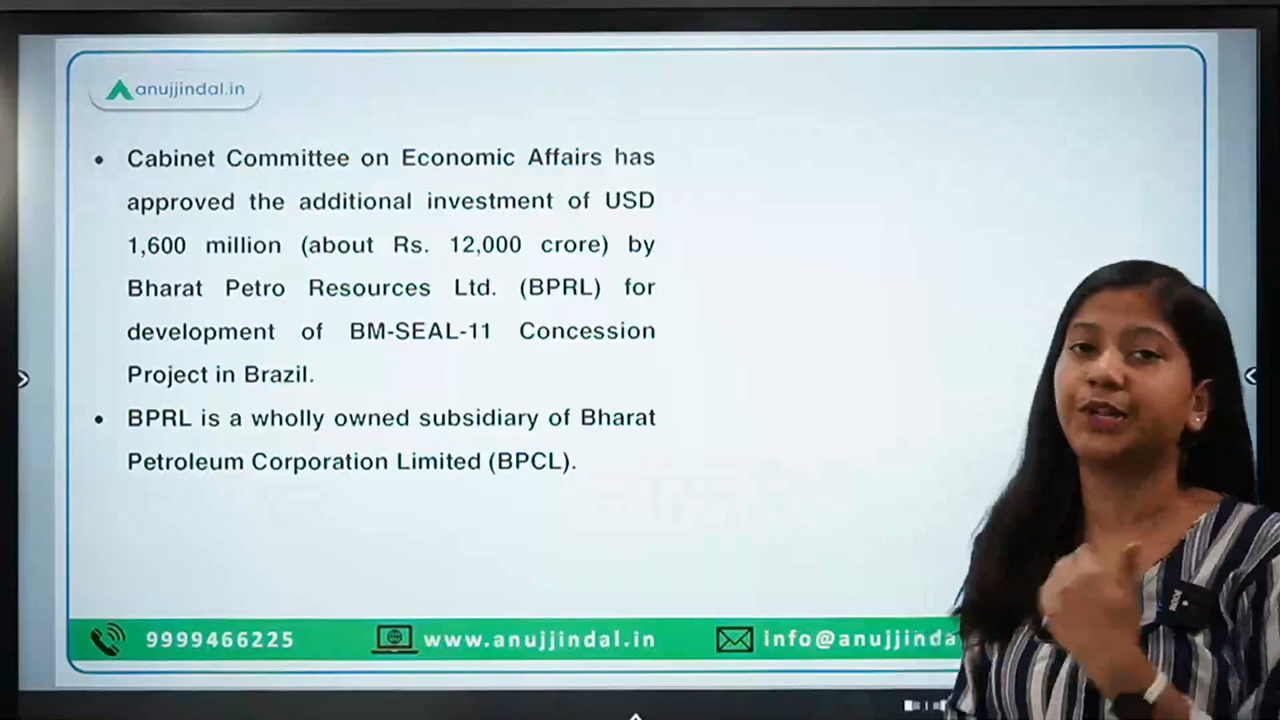 anujjindal.in
• Cabinet Committee on Economic Affairs has
approved the additional investment of USD
1,600 million (about Rs. 12,000 crore) by
Bharat Petro Resources Ltd. (BPRL) for
development of BM-SEAL-11 Concession
Project in Brazil.
• BPRL is a wholly owned subsidiary of Bharat
Petroleum Corporation Limited (BPCL).
9999466225 www.anujjindal.in info@anujjinda